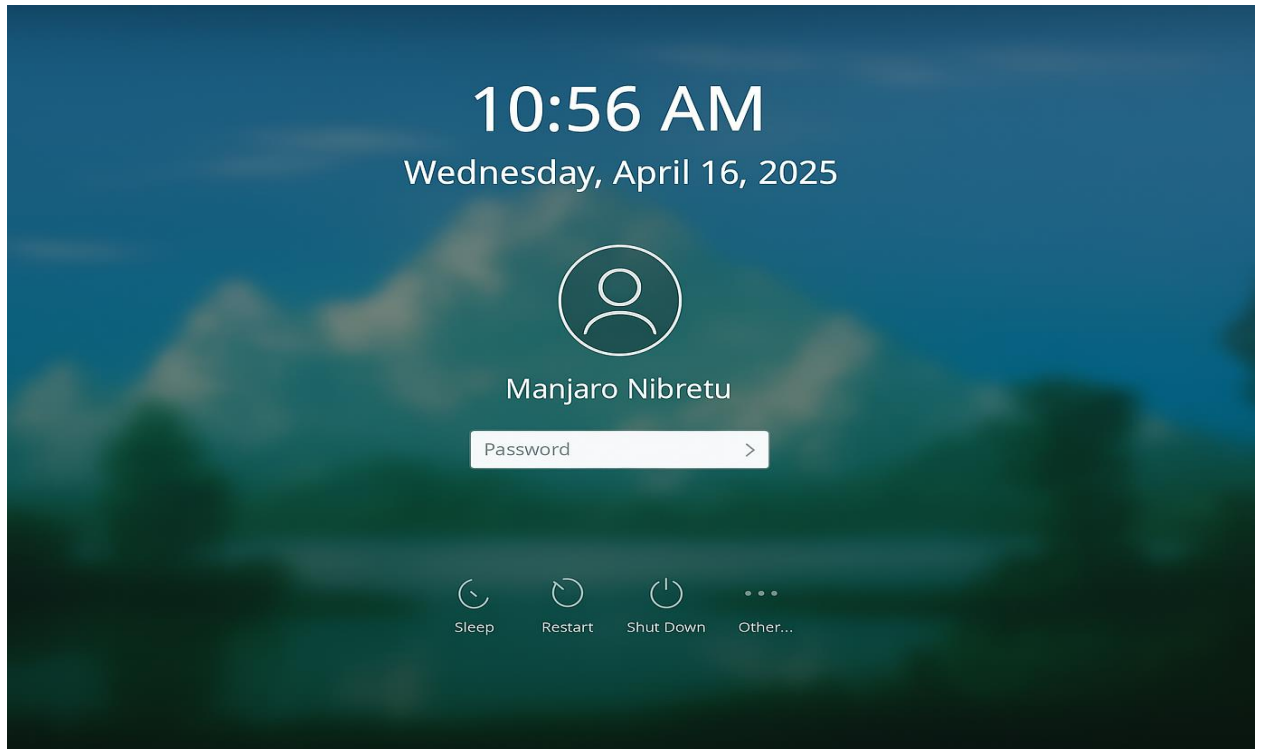 10:56 AM
Wednesday, April 16, 2025
Manjaro Nibretu
Password
Sleep Restart Shut Down Other...